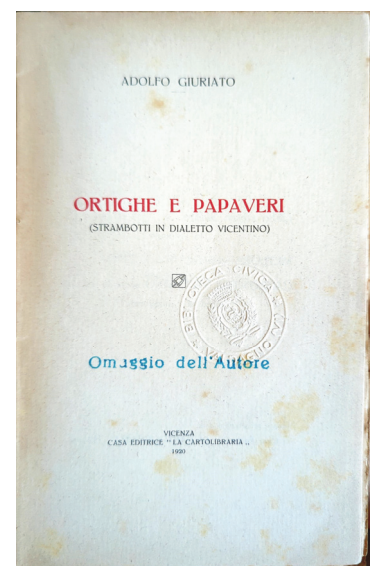 ADOLFO GIURIATO
ORTIGHE E PAPAVERI
(STRAMBOTTI IN DIALETTO VICENTINO)
BIBLIOTECA CIVICA
Omaggio dell'Autore
VICENZA
CASA EDITRICE "LA CARTOLIBRARIA „
1920